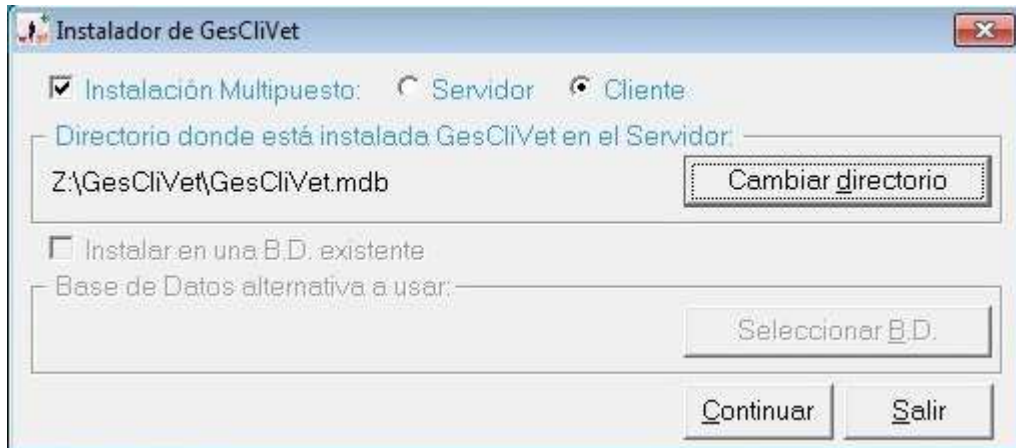 Instalador de GesCliVet
Instalación Multipuesto: Servidor Cliente
Directorio donde está instalada GesCliVet en el Servidor:
Z:\GesCliVet\GesCliVet.mdb Cambiar directorio
Instalar en una B.D. existente
Base de Datos alternativa a usar:
Seleccionar B.D.
Continuar Salir